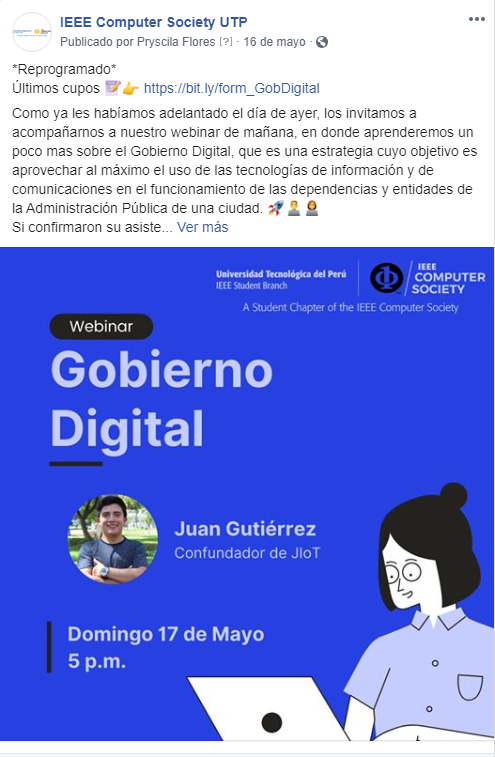 IEEE Computer Society UTP
Publicado por Pryscila Flores [?] · 16 de mayo ·
*Reprogramado*
Últimos cupos 📝👉 https://bit.ly/form_GobDigital
Como ya les habíamos adelantado el día de ayer, los invitamos a
acompañarnos a nuestro webinar de mañana, en donde aprenderemos un
poco mas sobre el Gobierno Digital, que es una estrategia cuyo objetivo es
aprovechar al máximo el uso de las tecnologías de información y de
comunicaciones en el funcionamiento de las dependencias y entidades de
la Administración Pública de una ciudad. 🚀
Si confirmaron su asiste... Ver más
Universidad Tecnológica del Perú
IEEE Student Branch
IEEE
COMPUTER
SOCIETY
A Student Chapter of the IEEE Computer Society
Webinar
Gobierno
Digital
Juan Gutiérrez
Confundador de JIoT
Domingo 17 de Mayo
5 p.m.